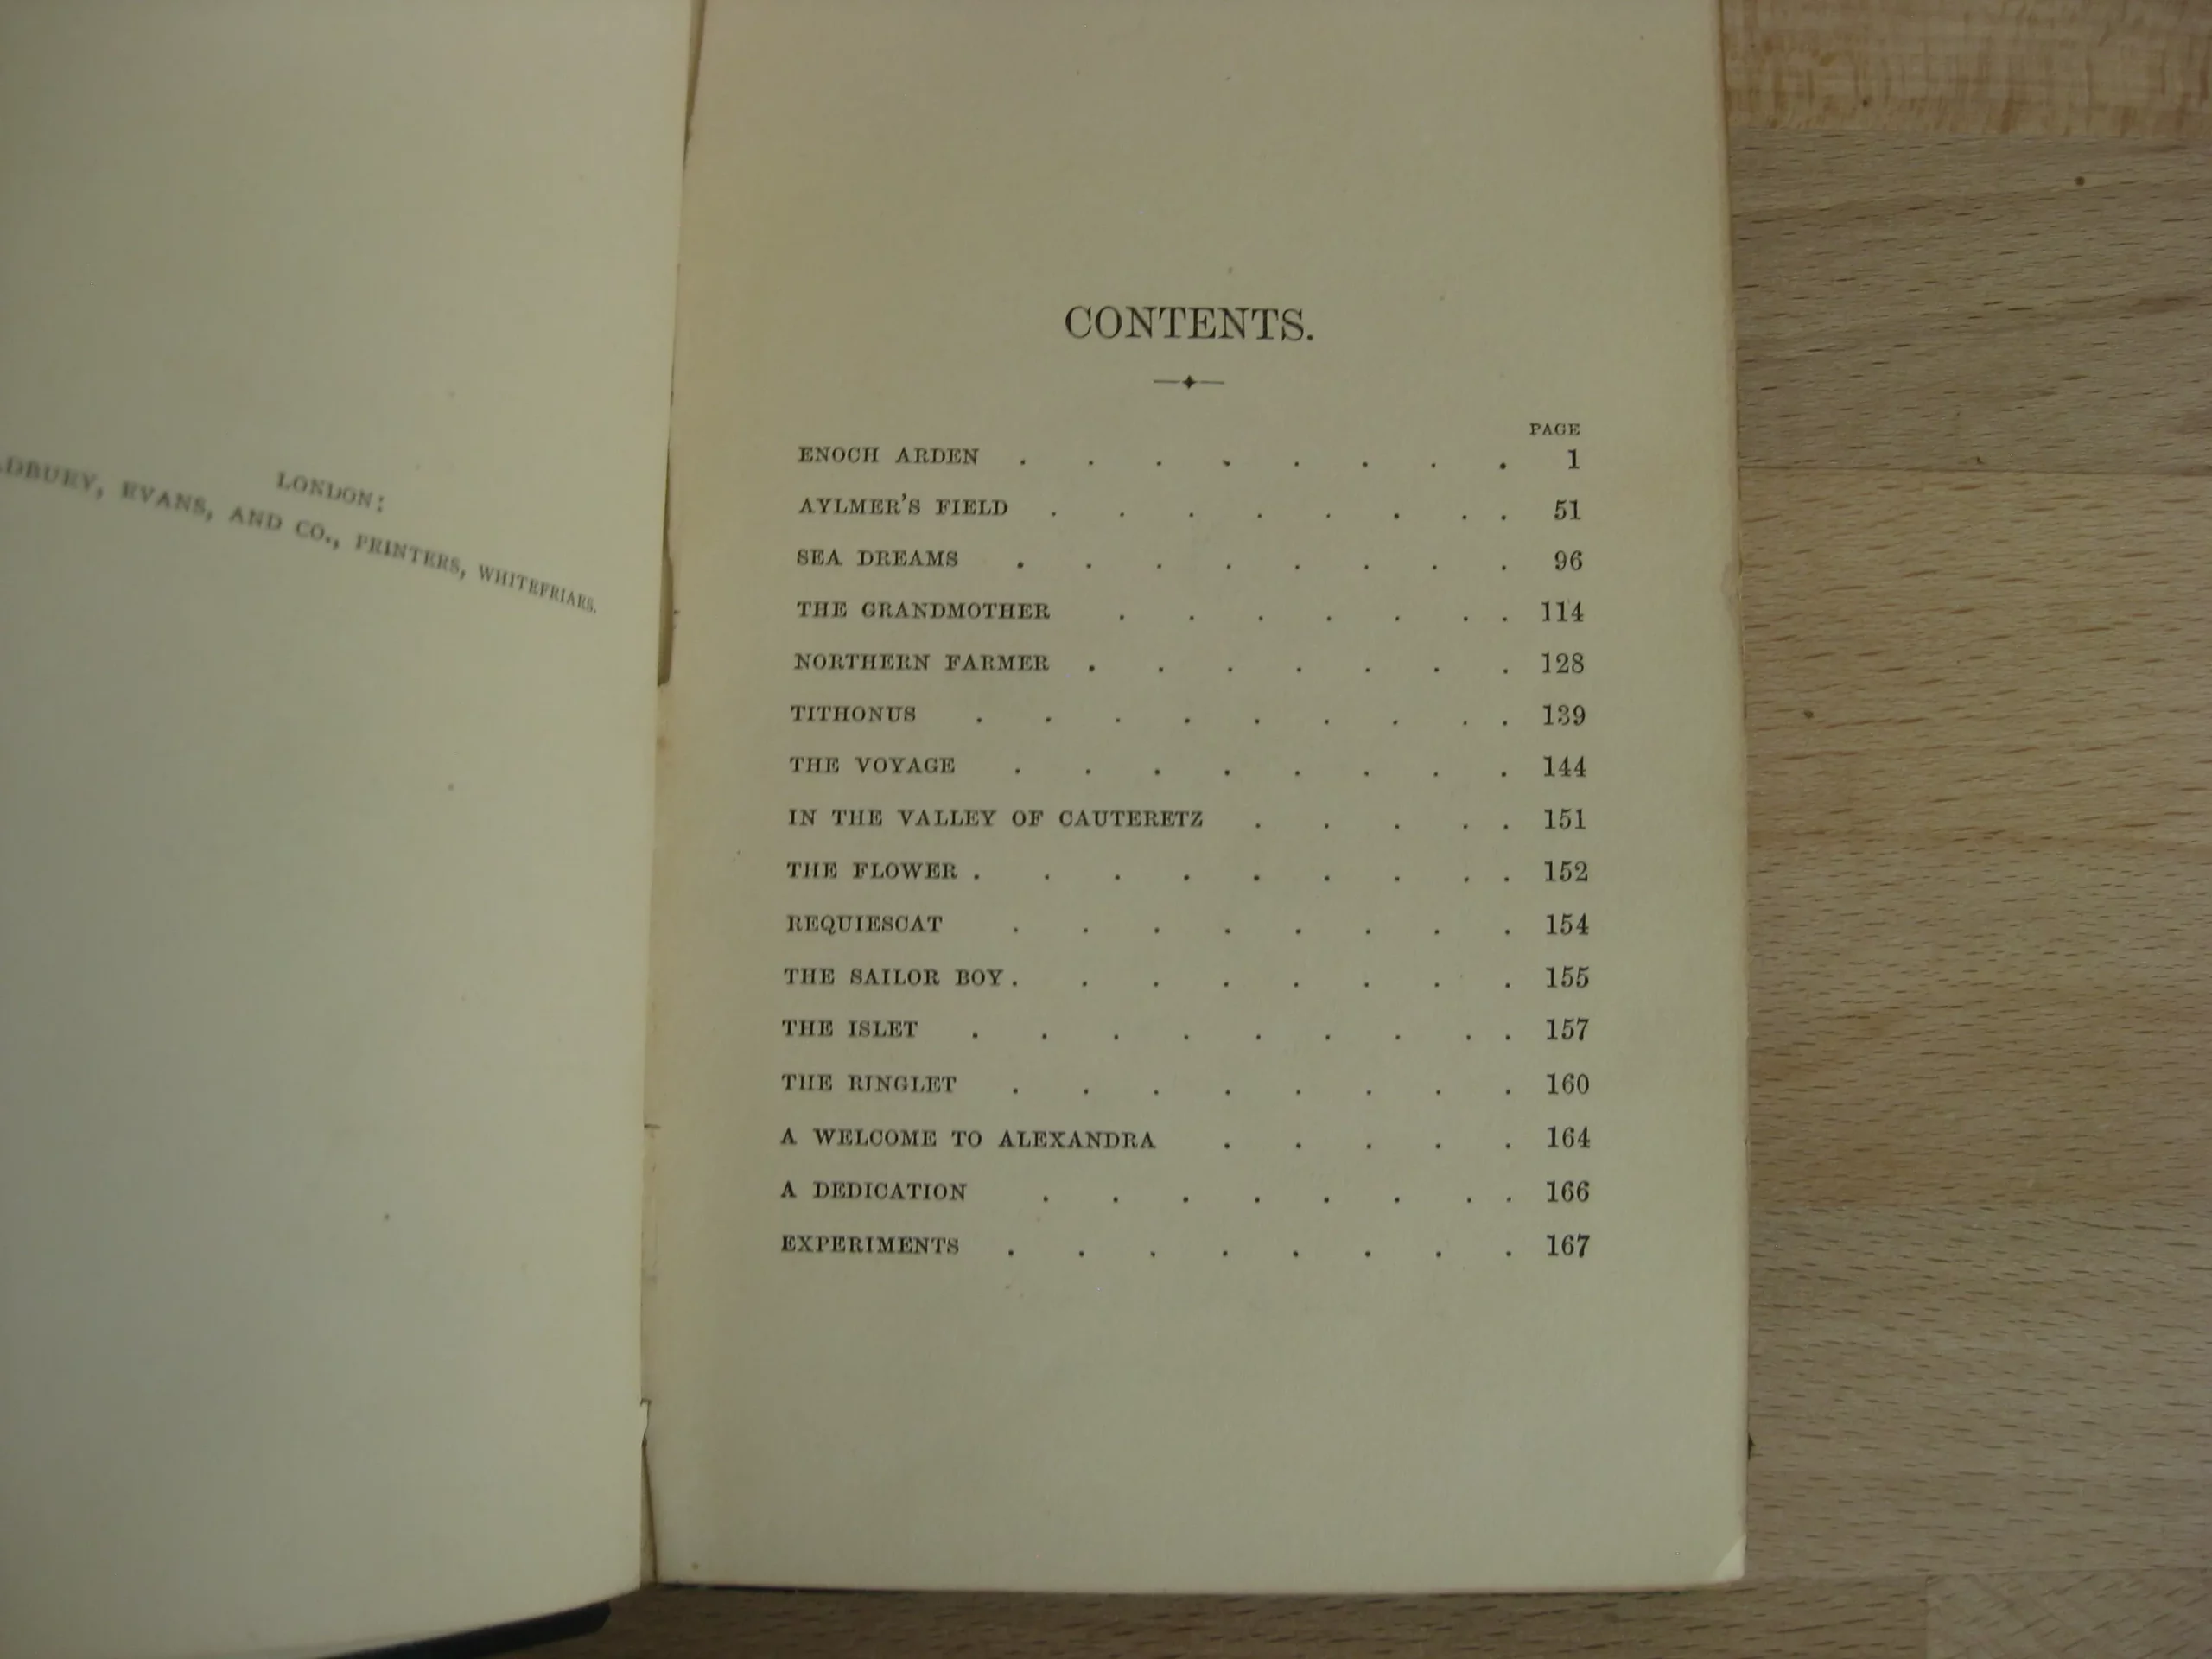 LONDON:
EVANS, AND CO., PRINTERS, WHITEFRIARS.
CONTENTS.
PAGE
ENOCH ARDEN . . . . . . . . 1
AYLMER'S FIELD . . . . . . . . 51
SEA DREAMS . . . . . . . . 96
THE GRANDMOTHER . . . . . . . 114
NORTHERN FARMER . . . . . . . 128
TITHONUS . . . . . . . . . 139
THE VOYAGE . . . . . . . . 144
IN THE VALLEY OF CAUTERETZ . . . . . 151
THE FLOWER . . . . . . . . . 152
REQUIESCAT . . . . . . . . 154
THE SAILOR BOY . . . . . . . . 155
THE ISLET . . . . . . . . . 157
THE RINGLET . . . . . . . . 160
A WELCOME TO ALEXANDRA . . . . . 164
A DEDICATION . . . . . . . . 166
EXPERIMENTS . . . . . . . . 167